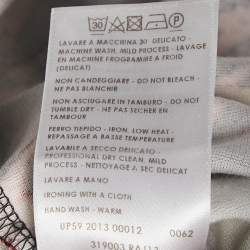 30 P
LAVARE A MACCHINA 30 DELICATO -
MACHINE WASH, MILD PROCESS - LAVAGE
EN MACHINE PROGRAMME A FROID
(DELICAT)
NON CANDEGGIARE - DO NOT BLEACH -
NE PAS BLANCHIR
NON ASCIUGARE IN TAMBURO - DO
NOT TUMBLE DRY - NE PAS SECHER EN
TAMBOUR
FERRO TIEPIDO - IRON, LOW HEAT -
REPASSAGE A BASSE TEMPERATURE
LAVABILE A SECCO DELICATO -
PROFESSIONAL DRY CLEAN, MILD
PROCESS - NETTOYAGE A SEC DELICAT
LAVARE A MANO
IRONING WITH A CLOTH
HAND WASH - WARM
0P59 2013 00012 0062
319003